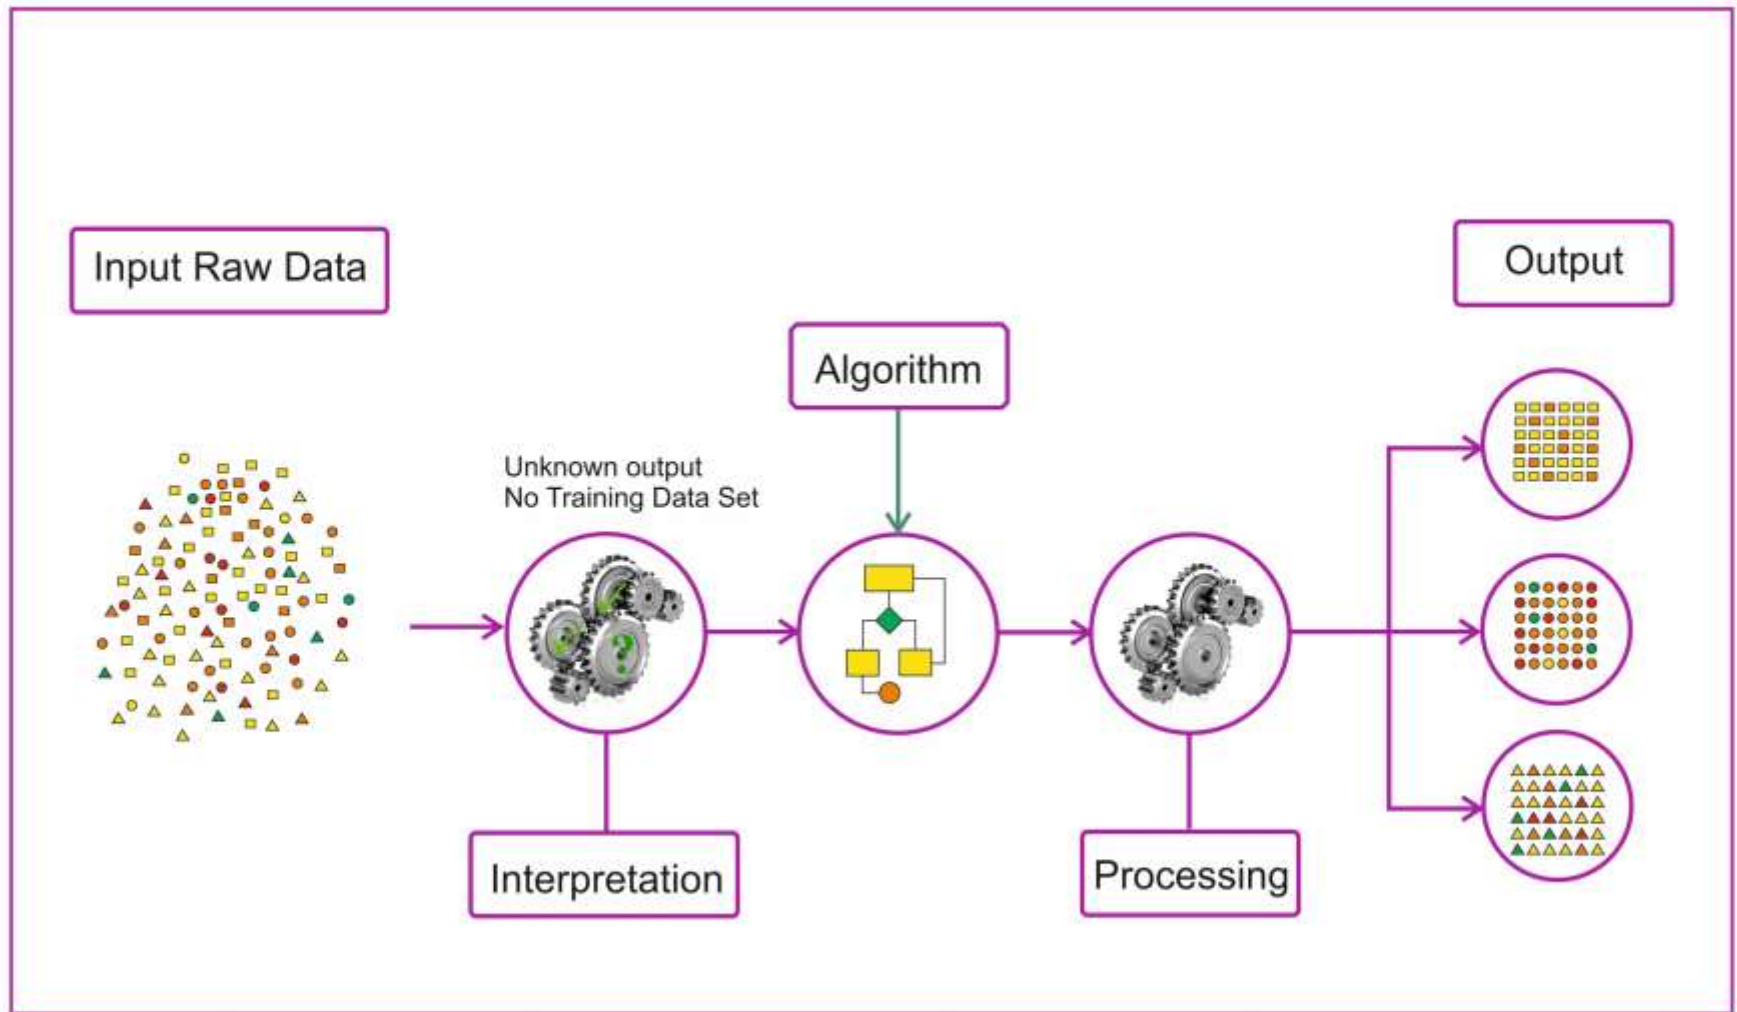 Input Raw Data
Output
Algorithm
Unknown output
No Training Data Set
?
Interpretation
Processing